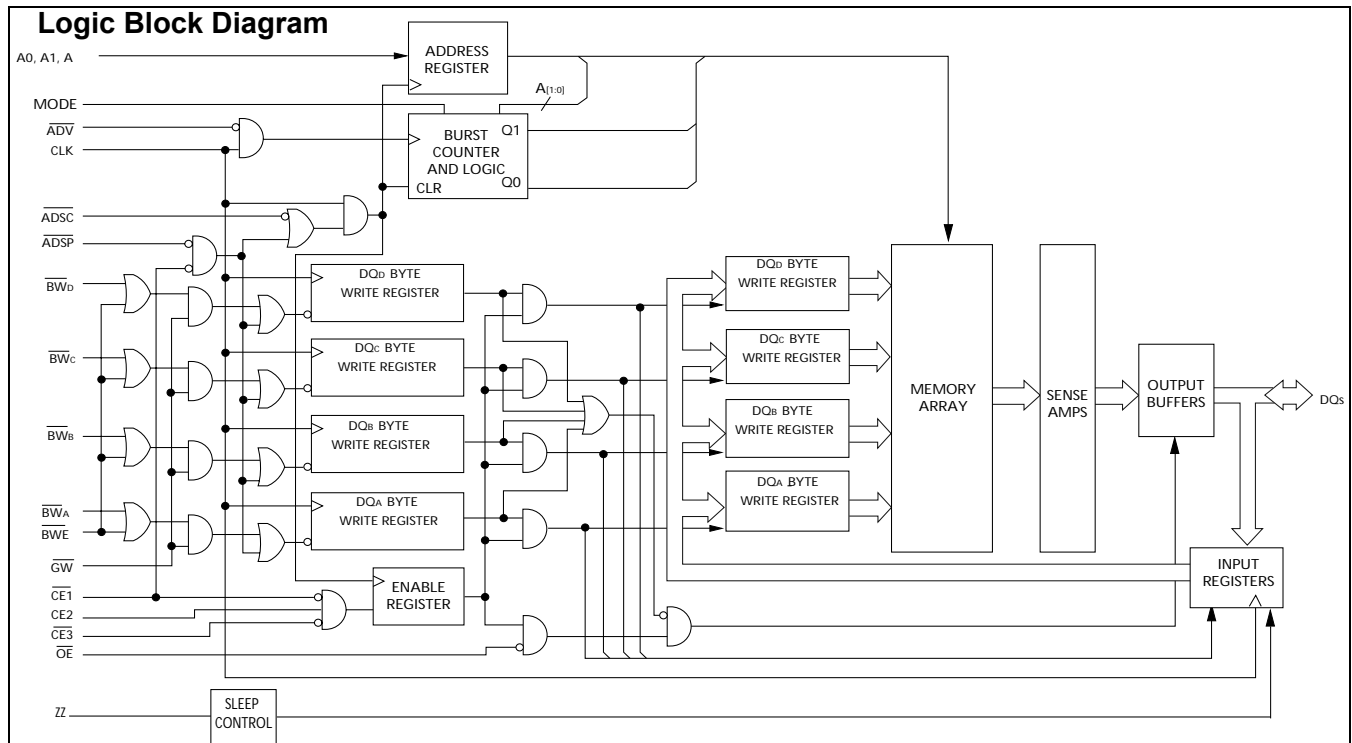 Logic Block Diagram
A0, A1, A
ADDRESS
REGISTER
MODE
A[1:0]
ADV
CLK
BURST
COUNTER
AND LOGIC
Q1
Q0
CLR
ADSC
ADSP
BWD
BWC
BWB
BWA
BWE
GW
CE1
CE2
CE3
OE
ZZ
DQD BYTE
WRITE REGISTER
DQC BYTE
WRITE REGISTER
DQB BYTE
WRITE REGISTER
DQA BYTE
WRITE REGISTER
ENABLE
REGISTER
SLEEP
CONTROL
DQD BYTE
WRITE REGISTER
DQC BYTE
WRITE REGISTER
DQB BYTE
WRITE REGISTER
DQA BYTE
WRITE REGISTER
MEMORY
ARRAY
SENSE
AMPS
OUTPUT
BUFFERS
DQs
INPUT
REGISTERS